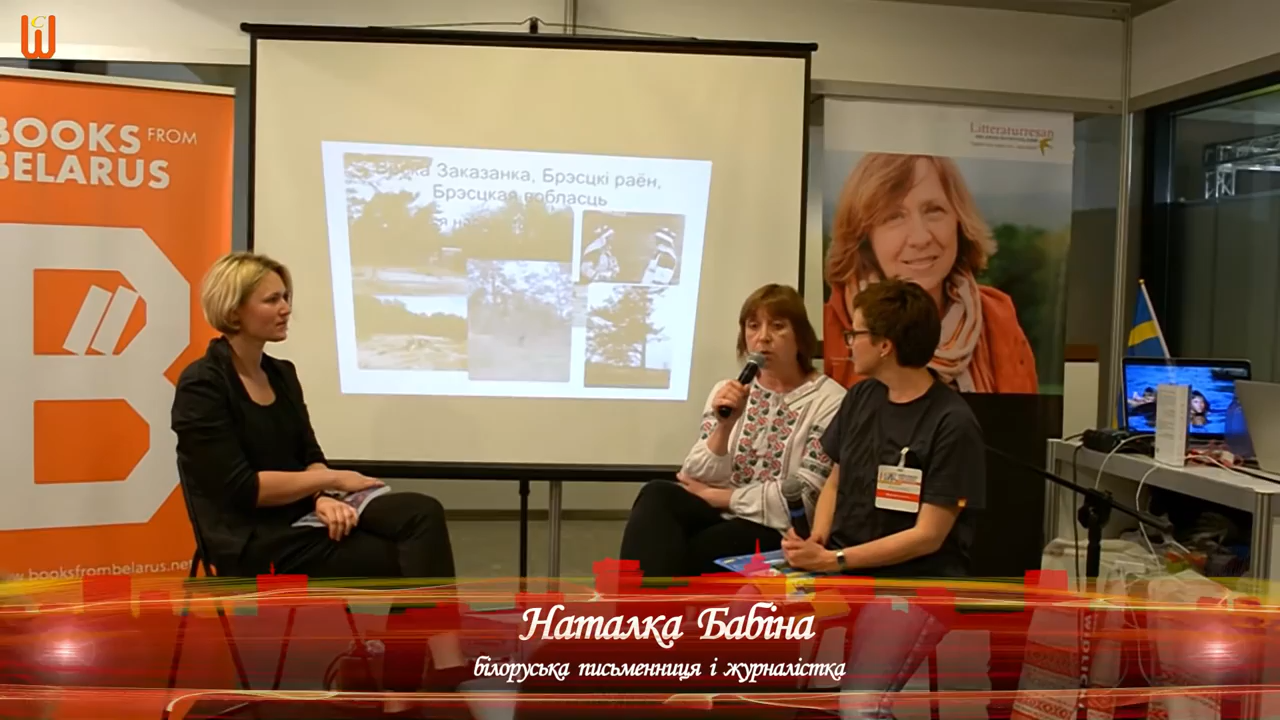 BOOKS FROM
BELARUS
www.booksfrombelarus.net
Заказанка, Брэсцкі раён,
Брэсцкая вобласць
Litteraturresan
Наталка Бабіна
білоруська письменниця і журналістка